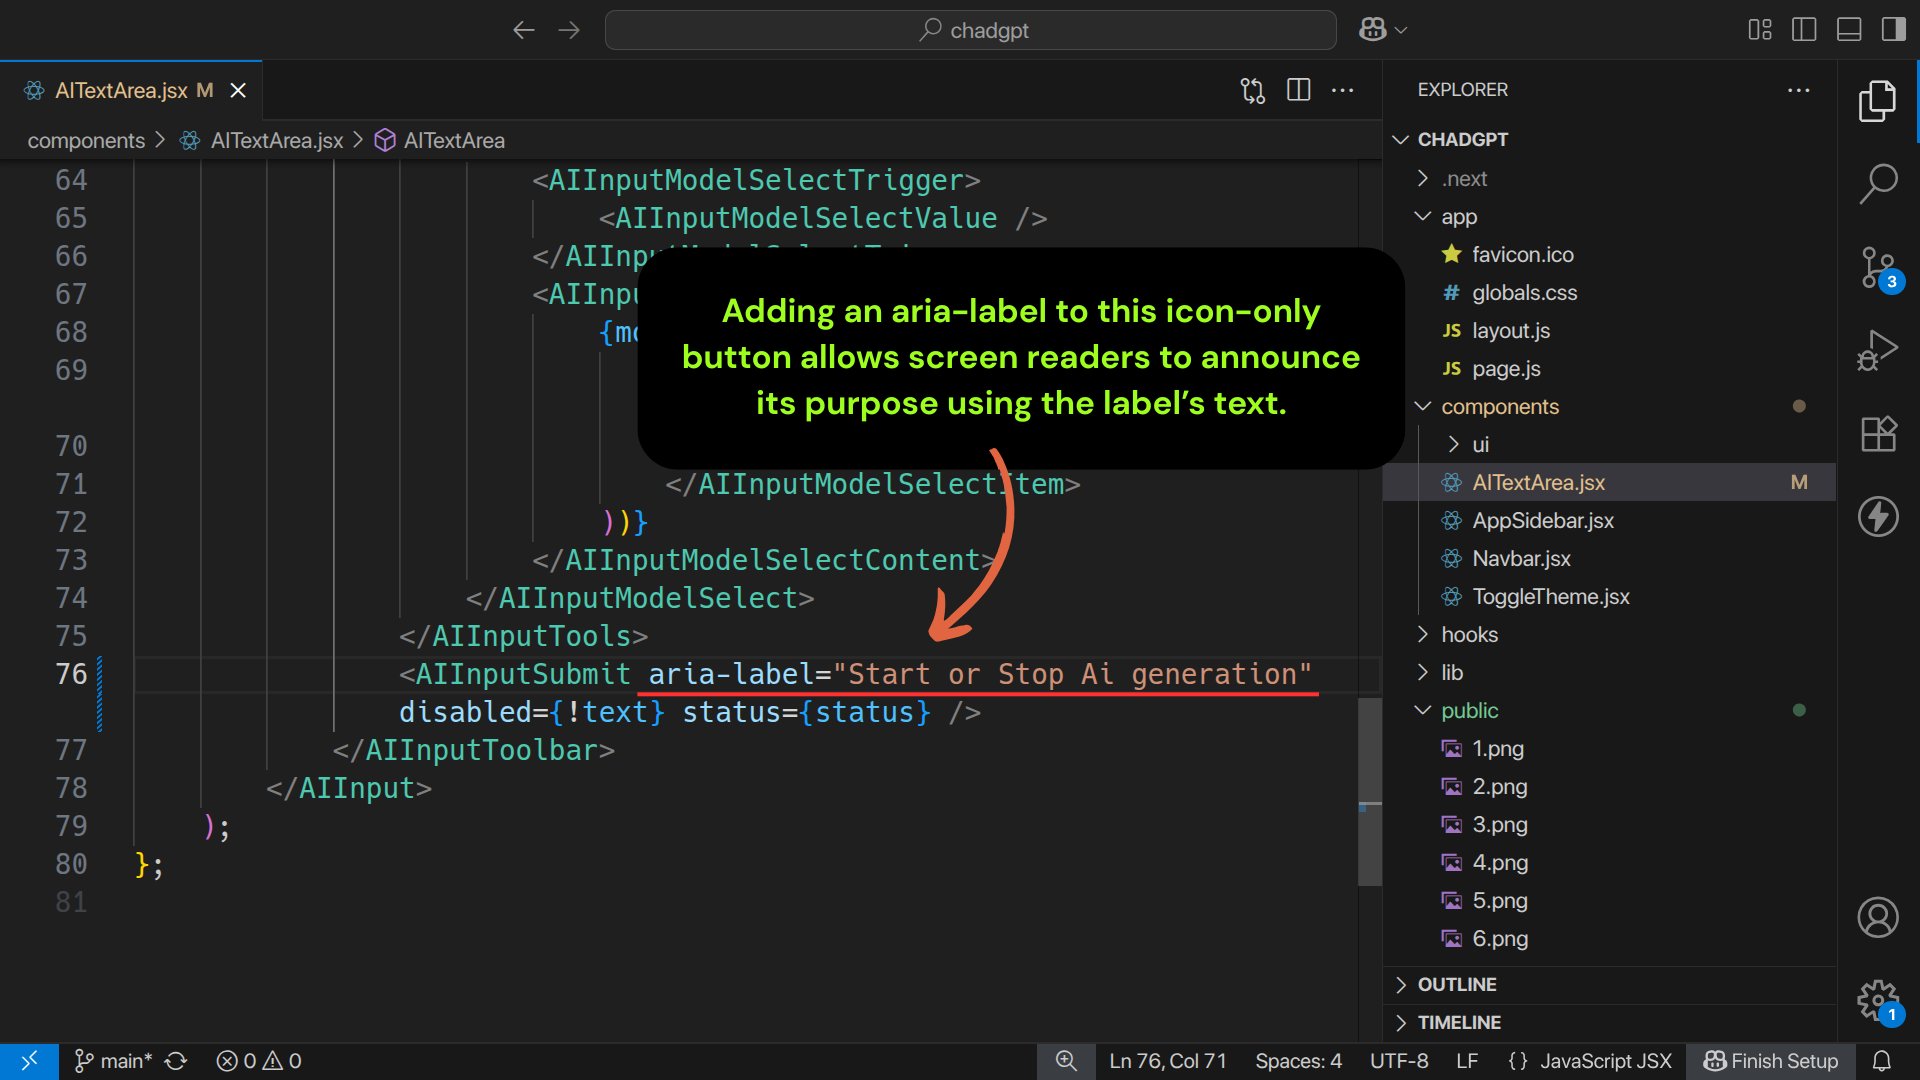 chadgpt
AITextArea.jsx M
components > AITextArea.jsx > AITextArea
64 <AIInputModelSelectTrigger>
65 <AIInputModelSelectValue />
66 </AIInp
67 <AIInpu
68 {mo
69
70
71 </AIInputModelSelectItem>
72 ))}
73 </AIInputModelSelectContent>
74 </AIInputModelSelect>
75 </AIInputTools>
76 <AIInputSubmit aria-label="Start or Stop Ai generation"
disabled={!text} status={status} />
77 </AIInputToolbar>
78 </AIInput>
79 );
80 };
81
Adding an aria-label to this icon-only
button allows screen readers to announce
its purpose using the label’s text.
EXPLORER
CHADGPT
.next
app
favicon.ico
# globals.css
JS layout.js
JS page.js
components
ui
AITextArea.jsx M
AppSidebar.jsx
Navbar.jsx
ToggleTheme.jsx
hooks
lib
public
1.png
2.png
3.png
4.png
5.png
6.png
OUTLINE
TIMELINE
3
1
main* 0 0
Ln 76, Col 71 Spaces: 4 UTF-8 LF {} JavaScript JSX Finish Setup